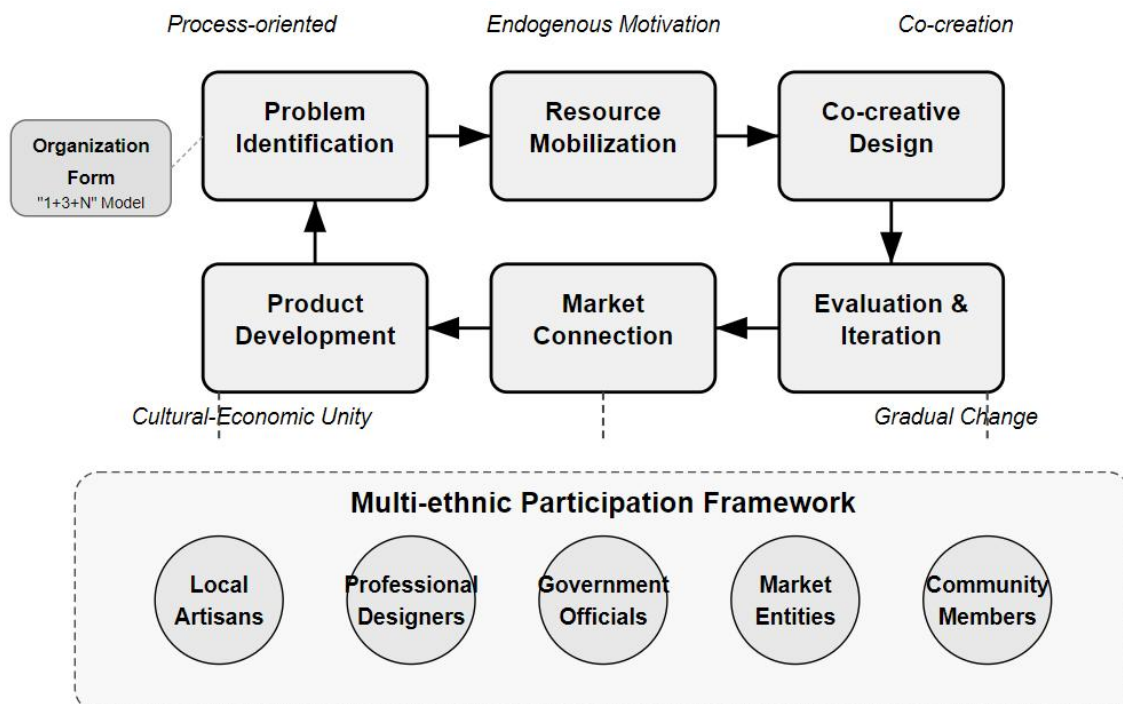 Process-oriented
Endogenous Motivation
Co-creation
Organization
Form
"1+3+N" Model
Problem
Identification
Resource
Mobilization
Co-creative
Design
Product
Development
Market
Connection
Evaluation &
Iteration
Cultural-Economic Unity
Gradual Change
Multi-ethnic Participation Framework
Local
Artisans
Professional
Designers
Government
Officials
Market
Entities
Community
Members